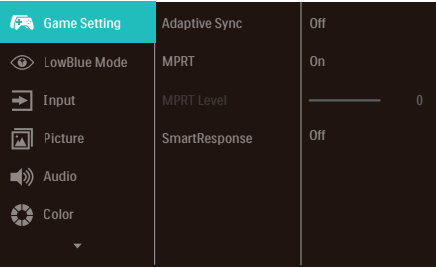 Game Setting Adaptive Sync Off
LowBlue Mode MPRT On
Input MPRT Level 0
Picture SmartResponse Off
Audio
Color